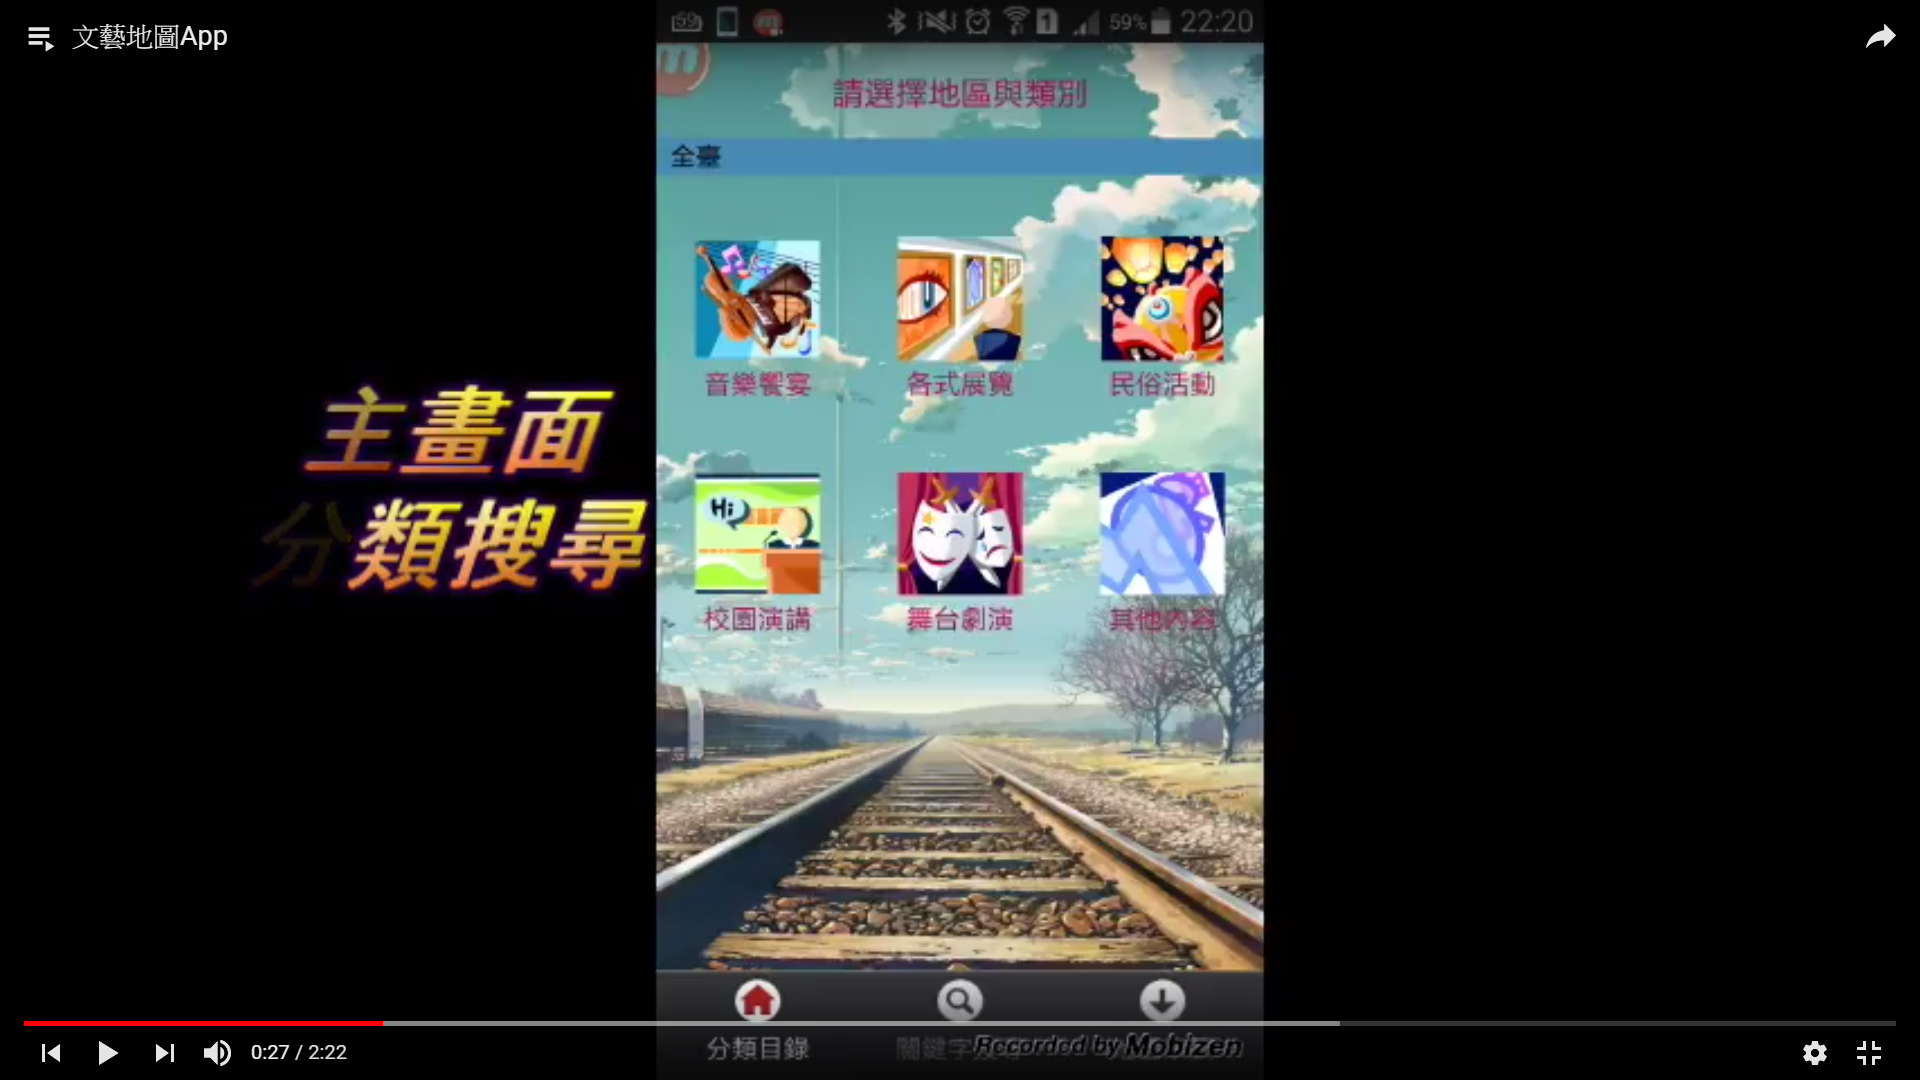 文藝地圖App
59 59% 22:20
請選擇地區與類別
全臺
音樂饗宴 各式展覽 民俗活動
主畫面
分類搜尋
Hi
校園演講 舞台劇演 其他內容
分類目錄 關鍵字
Recorded by Mobizen
0:27 / 2:22